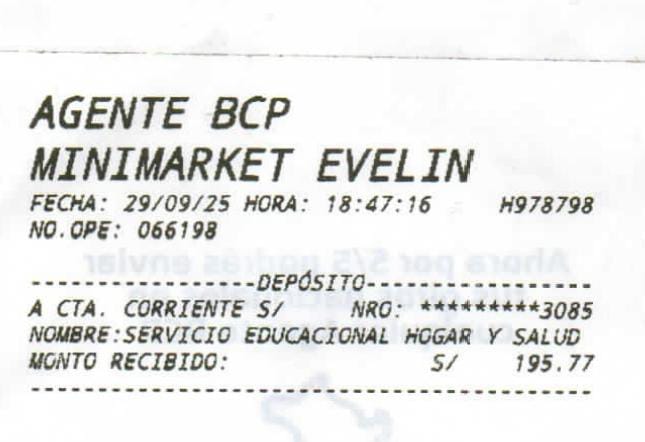 AGENTE BCP
MINIMARKET EVELIN
FECHA: 29/09/25 HORA: 18:47:16 H978798
NO.OPE: 066198
--------------------DEPÓSITO--------------------
A CTA. CORRIENTE S/ NRO: *********3085
NOMBRE:SERVICIO EDUCACIONAL HOGAR Y SALUD
MONTO RECIBIDO: S/ 195.77
------------------------------------------------